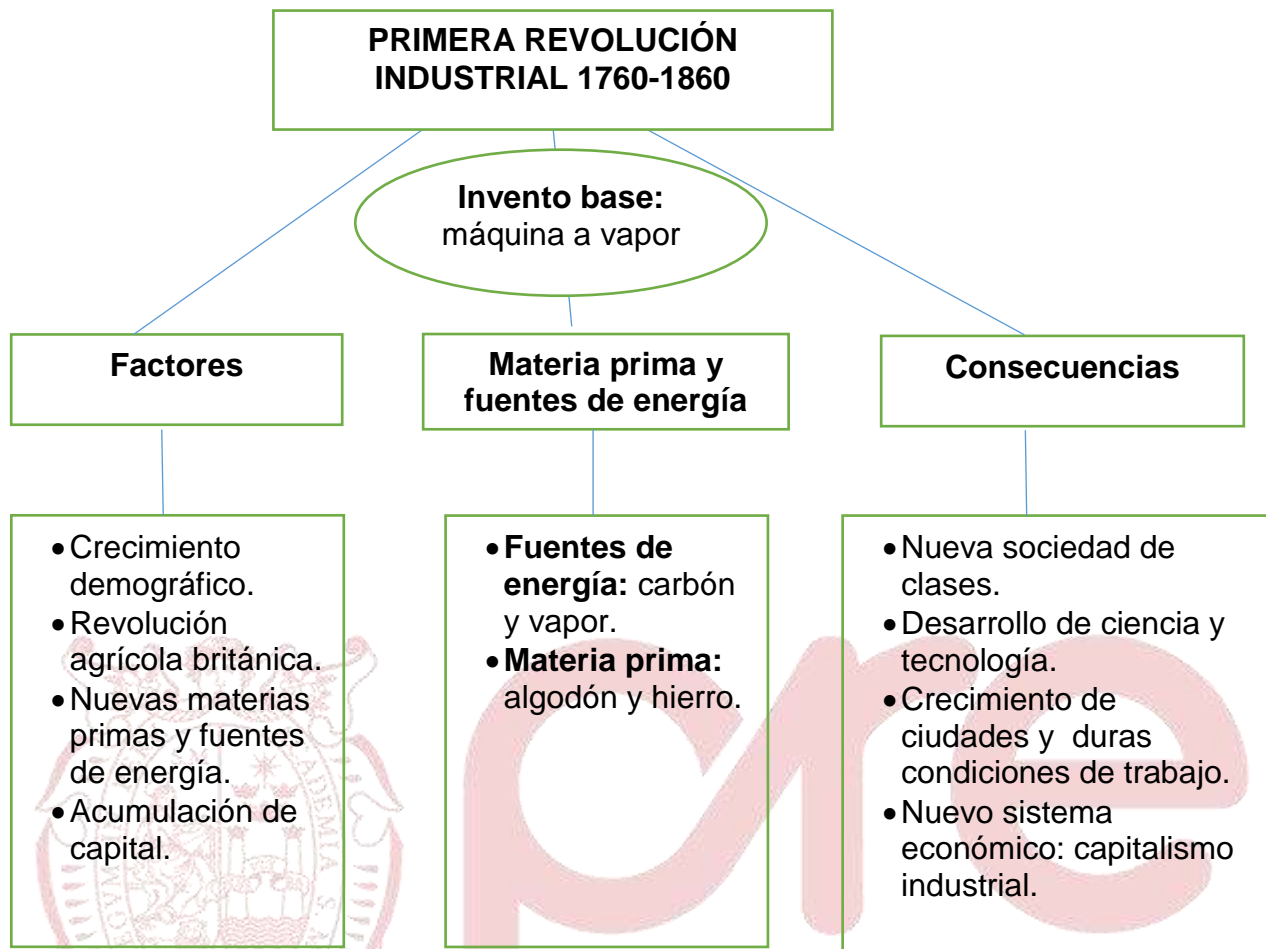 PRIMERA REVOLUCIÓN
INDUSTRIAL 1760-1860
Invento base:
máquina a vapor
Factores
Materia prima y
fuentes de energía
Consecuencias
•Crecimiento
demográfico.
•Revolución
agrícola británica.
•Nuevas materias
primas y fuentes
de energía.
•Acumulación de
capital.
•Fuentes de
energía: carbón
y vapor.
•Materia prima:
algodón y hierro.
•Nueva sociedad de
clases.
•Desarrollo de ciencia y
tecnología.
•Crecimiento de
ciudades y duras
condiciones de trabajo.
•Nuevo sistema
económico: capitalismo
industrial.
pre
ACADEMIA